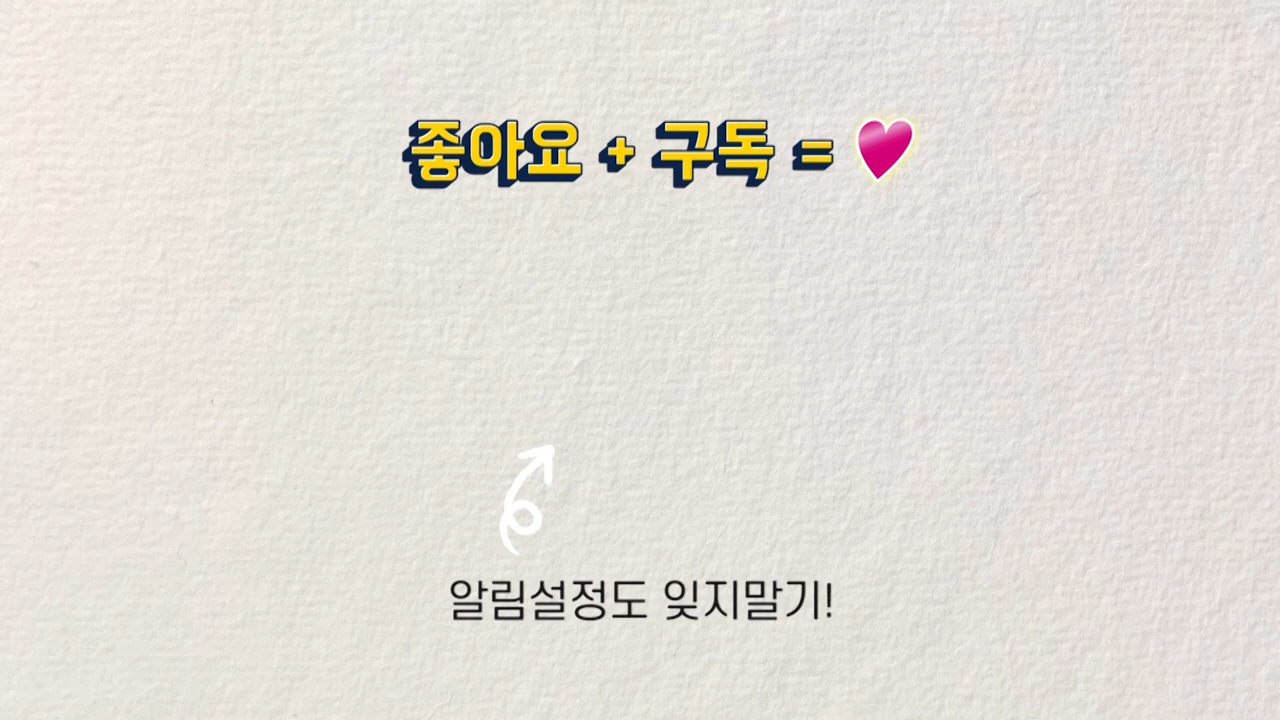 좋아요 + 구독 = 💗
알림설정도 잊지말기!